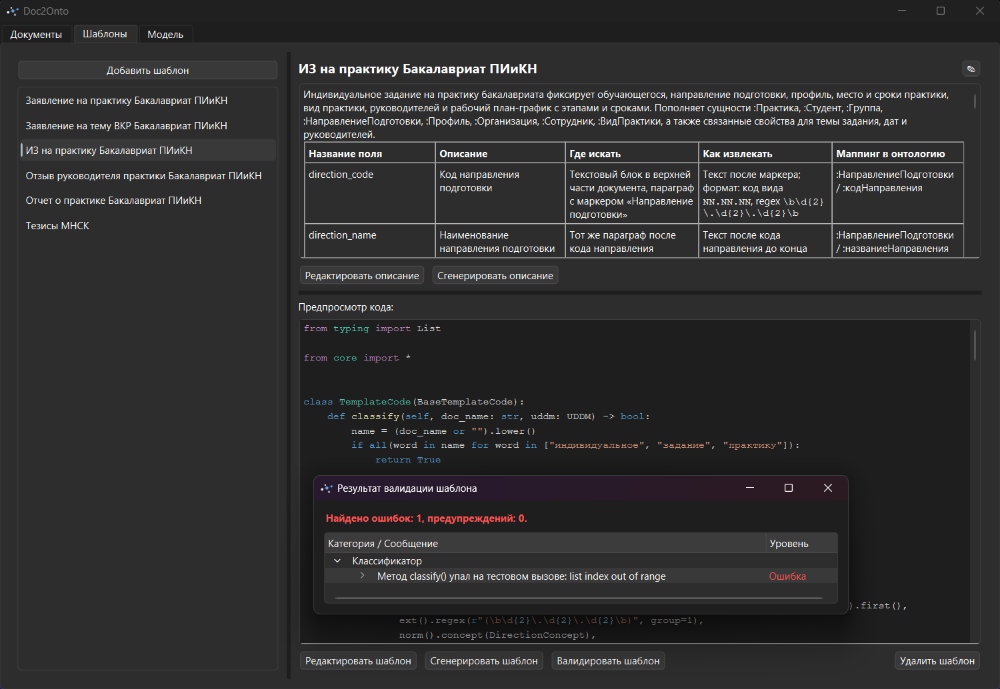 Doc2Onto
Документы
Шаблоны
Модель
Добавить шаблон
Заявление на практику Бакалавриат ПИиКН
Заявление на тему ВКР Бакалавриат ПИиКН
ИЗ на практику Бакалавриат ПИиКН
Отзыв руководителя практики Бакалавриат ПИиКН
Отчет о практике Бакалавриат ПИиКН
Тезисы МНСК
ИЗ на практику Бакалавриат ПИиКН
Индивидуальное задание на практику бакалавриата фиксирует обучающегося, направление подготовки, профиль, место и сроки практики,
вид практики, руководителей и рабочий план-график с этапами и сроками. Пополняет сущности :Практика, :Студент, :Группа,
:НаправлениеПодготовки, :Профиль, :Организация, :Сотрудник, :ВидПрактики, а также связанные свойства для темы задания, дат и
руководителей.
Название поля
Описание
Где искать
Как извлекать
Маппинг в онтологию
direction_code
Код направления
подготовки
Текстовый блок в верхней
части документа, параграф
с маркером «Направление
подготовки»
Текст после маркера;
формат: код вида
NN.NN.NN, regex \b\d{2}
\.\d{2}\.\d{2}\b
:НаправлениеПодготовки
/ :кодНаправления
direction_name
Наименование
направления подготовки
Тот же параграф после
кода направления
Текст после кода
направления до конца
:НаправлениеПодготовки
/ :названиеНаправления
Редактировать описание
Сгенерировать описание
Предпросмотр кода:
from typing import List
from core import *
class TemplateCode(BaseTemplateCode):
def classify(self, doc_name: str, uddm: UDDM) -> bool:
name = (doc_name or "").lower()
if all(word in name for word in ["индивидуальное", "задание", "практику"]):
return True
Результат валидации шаблона
Найдено ошибок: 1, предупреждений: 0.
Категория / Сообщение
Уровень
Классификатор
Метод classify() упал на тестовом вызове: list index out of range
Ошибка
).first(),
ext().regex(r"(\b\d{2}\.\d{2}\.\d{2}\b)", group=1),
norm().concept(DirectionConcept),
Редактировать шаблон
Сгенерировать шаблон
Валидировать шаблон
Удалить шаблон